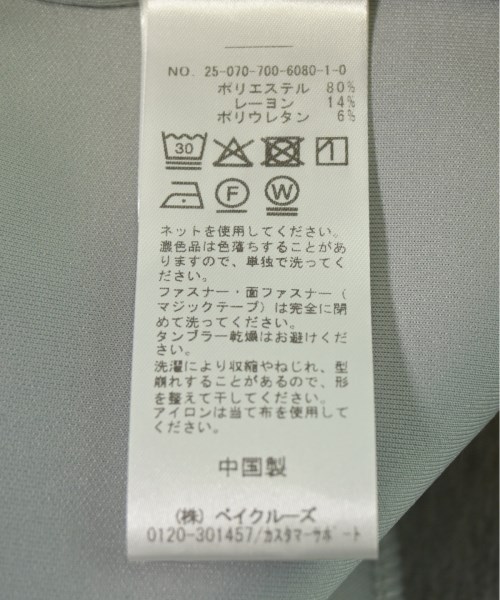 NO. 25-070-700-6080-1-0
ポリエステル 80%
レーヨン 14%
ポリウレタン 6%
30
F
W
ネットを使用してください。
濃色品は色落ちすることがあ
りますので、単独で洗ってく
ださい。
ファスナー・面ファスナー(
マジックテープ)は完全に閉
めて洗ってください。
タンブラー乾燥はお避けくだ
さい。
洗濯により収縮やねじれ、型
崩れすることがあるので、形
を整えて干してください。
アイロンは当て布を使用して
ください。
中国製
(株) ベイクルーズ
0120-301457/カスタマーサポート